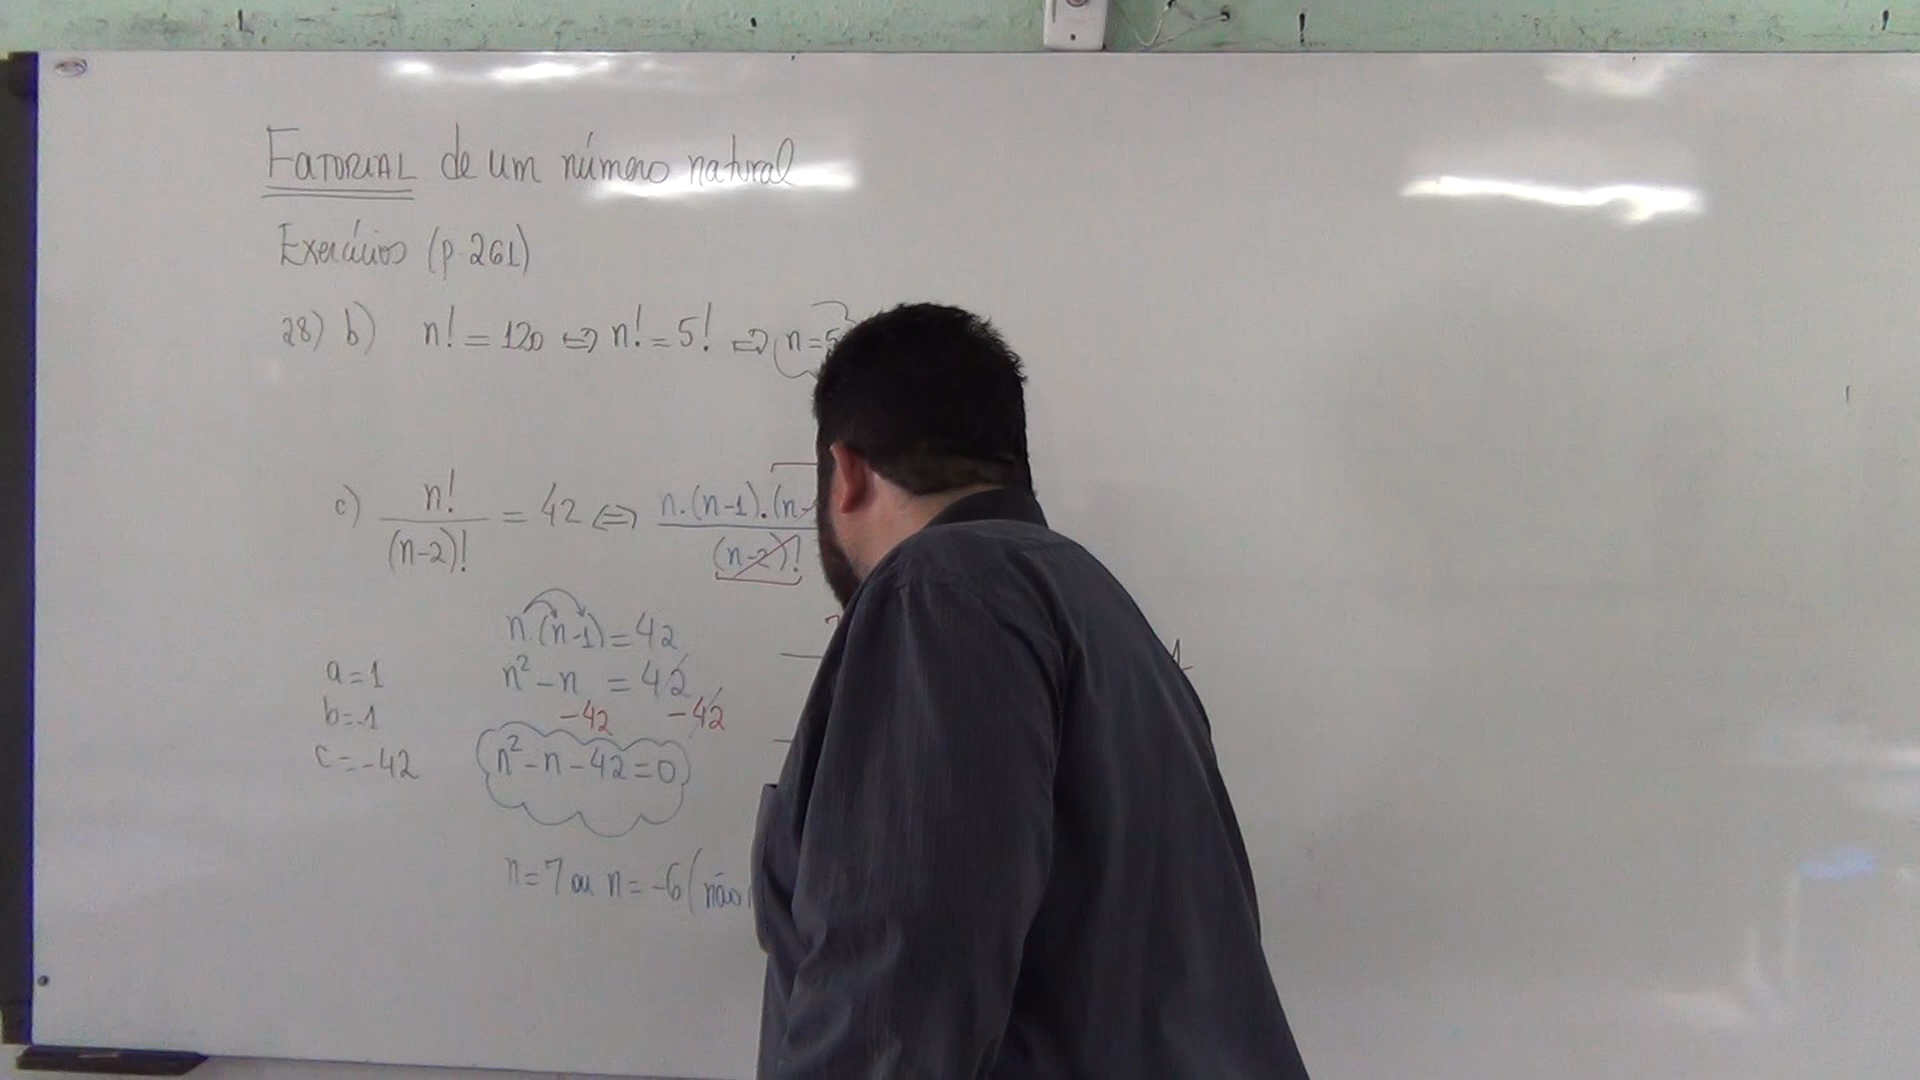 FATORIAL de um número natural
Exercícios (p. 261)
28) b) n! = 120 ⇔ n! = 5! ⇔ n = 5
c) n!/(n-2)! = 42 ⇔ n.(n-1).(n-/(n-2)!
n.(n-1) = 42
a = 1
n² - n = 42
b = -1
-42 -42
c = -42
n² - n - 42 = 0
n = 7 ou n = -6 (não